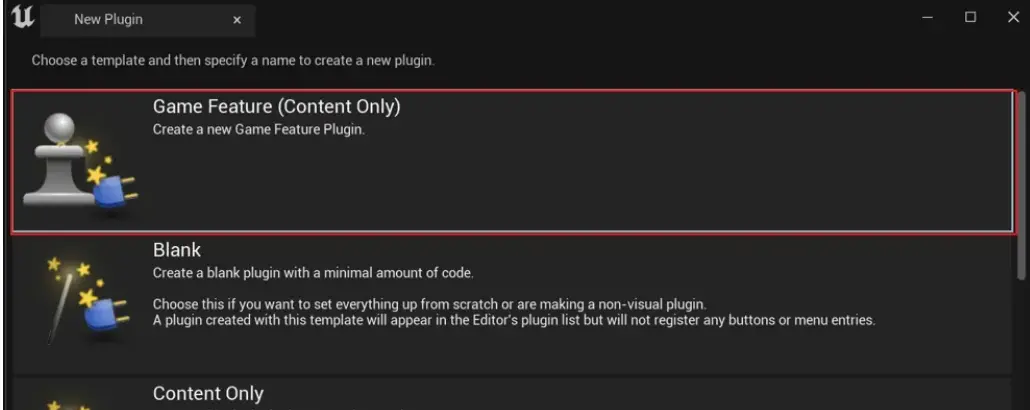 New Plugin
Choose a template and then specify a name to create a new plugin.
Game Feature (Content Only)
Create a new Game Feature Plugin.
Blank
Create a blank plugin with a minimal amount of code.
Choose this if you want to set everything up from scratch or are making a non-visual plugin.
A plugin created with this template will appear in the Editor's plugin list but will not register any buttons or menu entries.
Content Only